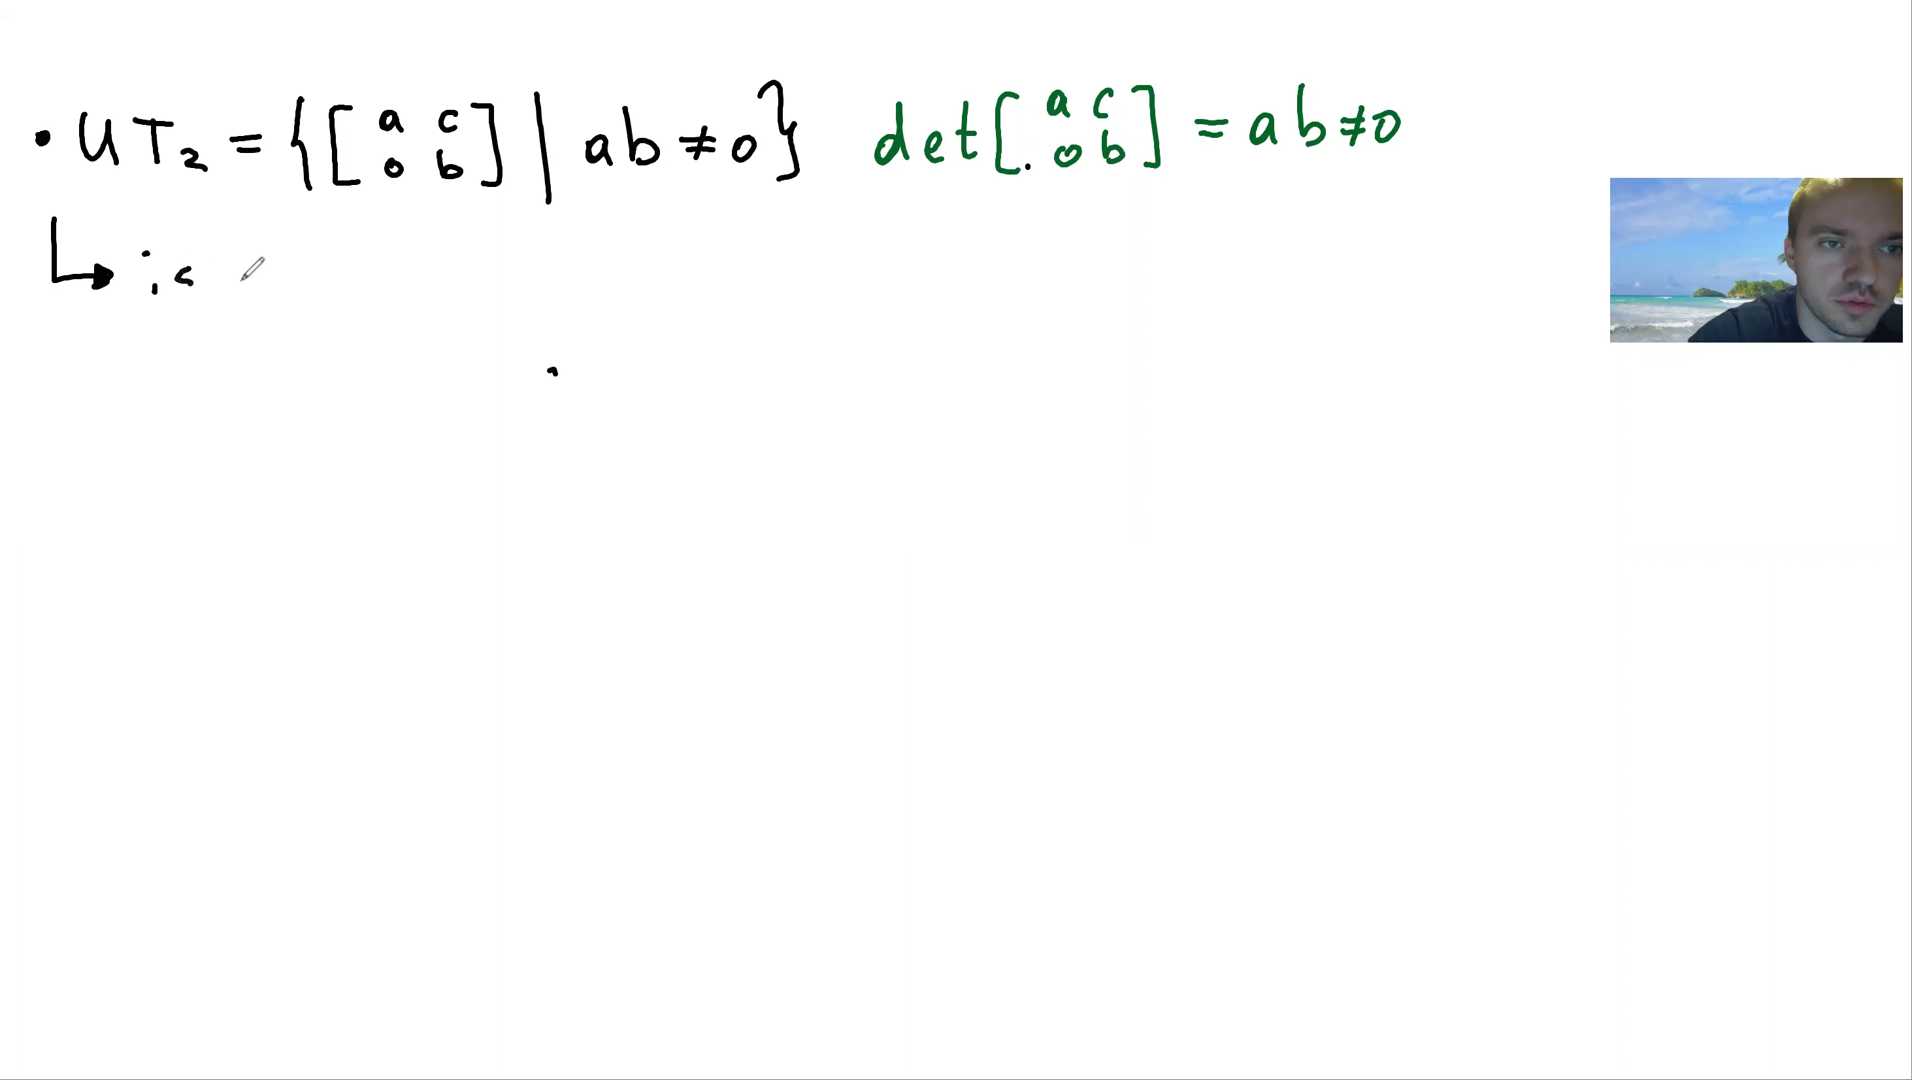 • UT₂ = {[a c 0 b] | ab ≠ 0} det[a c 0 b] = ab ≠ 0
↳ is